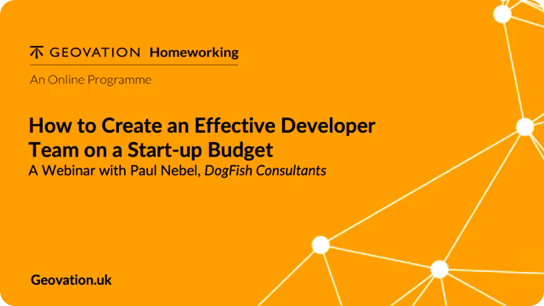 GEOVATION Homeworking
An Online Programme
How to Create an Effective Developer
Team on a Start-up Budget
A Webinar with Paul Nebel, DogFish Consultants
Geovation.uk